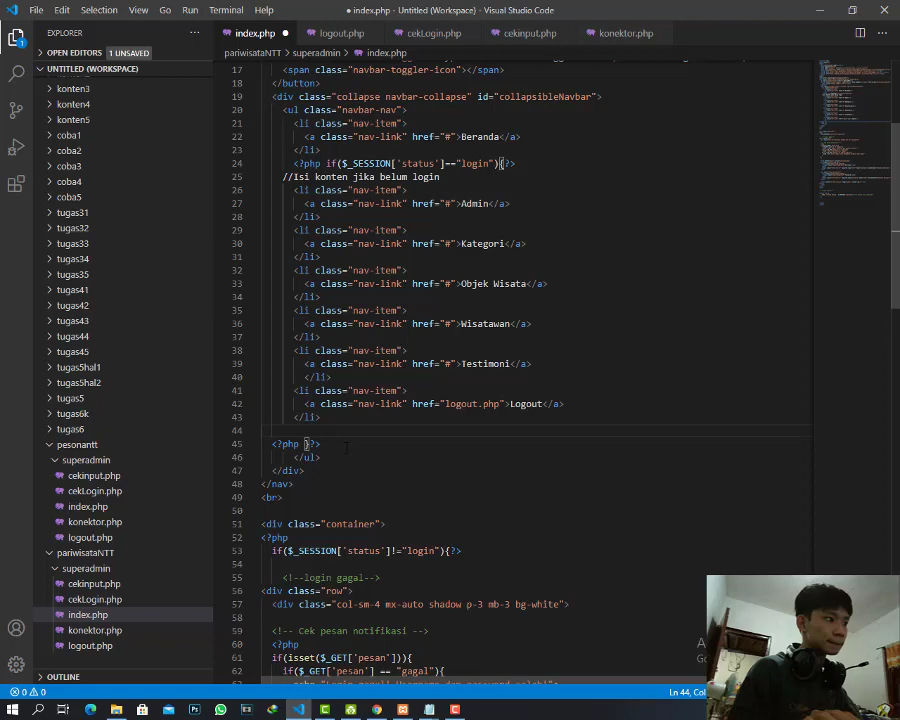 File Edit Selection View Go Run Terminal Help
● index.php - Untitled (Workspace) - Visual Studio Code
EXPLORER
OPEN EDITORS 1 UNSAVED
UNTITLED (WORKSPACE)
konten3
konten4
konten5
coba1
coba2
coba3
coba4
coba5
tugas31
tugas32
tugas33
tugas34
tugas35
tugas41
tugas42
tugas43
tugas44
tugas45
tugas5hal1
tugas5hal2
tugas5
tugas6k
pesonantt
superadmin
cekinput.php
cekLogin.php
index.php
konektor.php
logout.php
pariwisataNTT
superadmin
cekinput.php
cekLogin.php
index.php
konektor.php
logout.php
OUTLINE
index.php ● logout.php cekLogin.php cekinput.php konektor.php
pariwisataNTT > superadmin > index.php
17 <span class="navbar-toggler-icon"></span>
18 </button>
19 <div class="collapse navbar-collapse" id="collapsibleNavbar">
20 <ul class="navbar-nav">
21 <li class="nav-item">
22 <a class="nav-link" href="#">Beranda</a>
23 </li>
24 <?php if($_SESSION['status']=="login"){?>
25 //Isi konten jika belum login
26 <li class="nav-item">
27 <a class="nav-link" href="#">Admin</a>
28 </li>
29 <li class="nav-item">
30 <a class="nav-link" href="#">Kategori</a>
31 </li>
32 <li class="nav-item">
33 <a class="nav-link" href="#">Objek Wisata</a>
34 </li>
35 <li class="nav-item">
36 <a class="nav-link" href="#">Wisatawan</a>
37 </li>
38 <li class="nav-item">
39 <a class="nav-link" href="#">Testimoni</a>
40 </li>
41 <li class="nav-item">
42 <a class="nav-link" href="logout.php">Logout</a>
43 </li>
44
45 <?php }?>
46 </ul>
47 </div>
48 </nav>
49 <br>
50
51 <div class="container">
52 <?php
53 if($_SESSION['status']!="login"){?>
54
55 <!--login gagal-->
56 <div class="row">
57 <div class="col-sm-4 mx-auto shadow p-3 mb-3 bg-white">
58
59 <!-- Cek pesan notifikasi -->
60 <?php
61 if(isset($_GET['pesan'])){
62 if($_GET['pesan'] == "gagal"){
0 0 Ln 44,